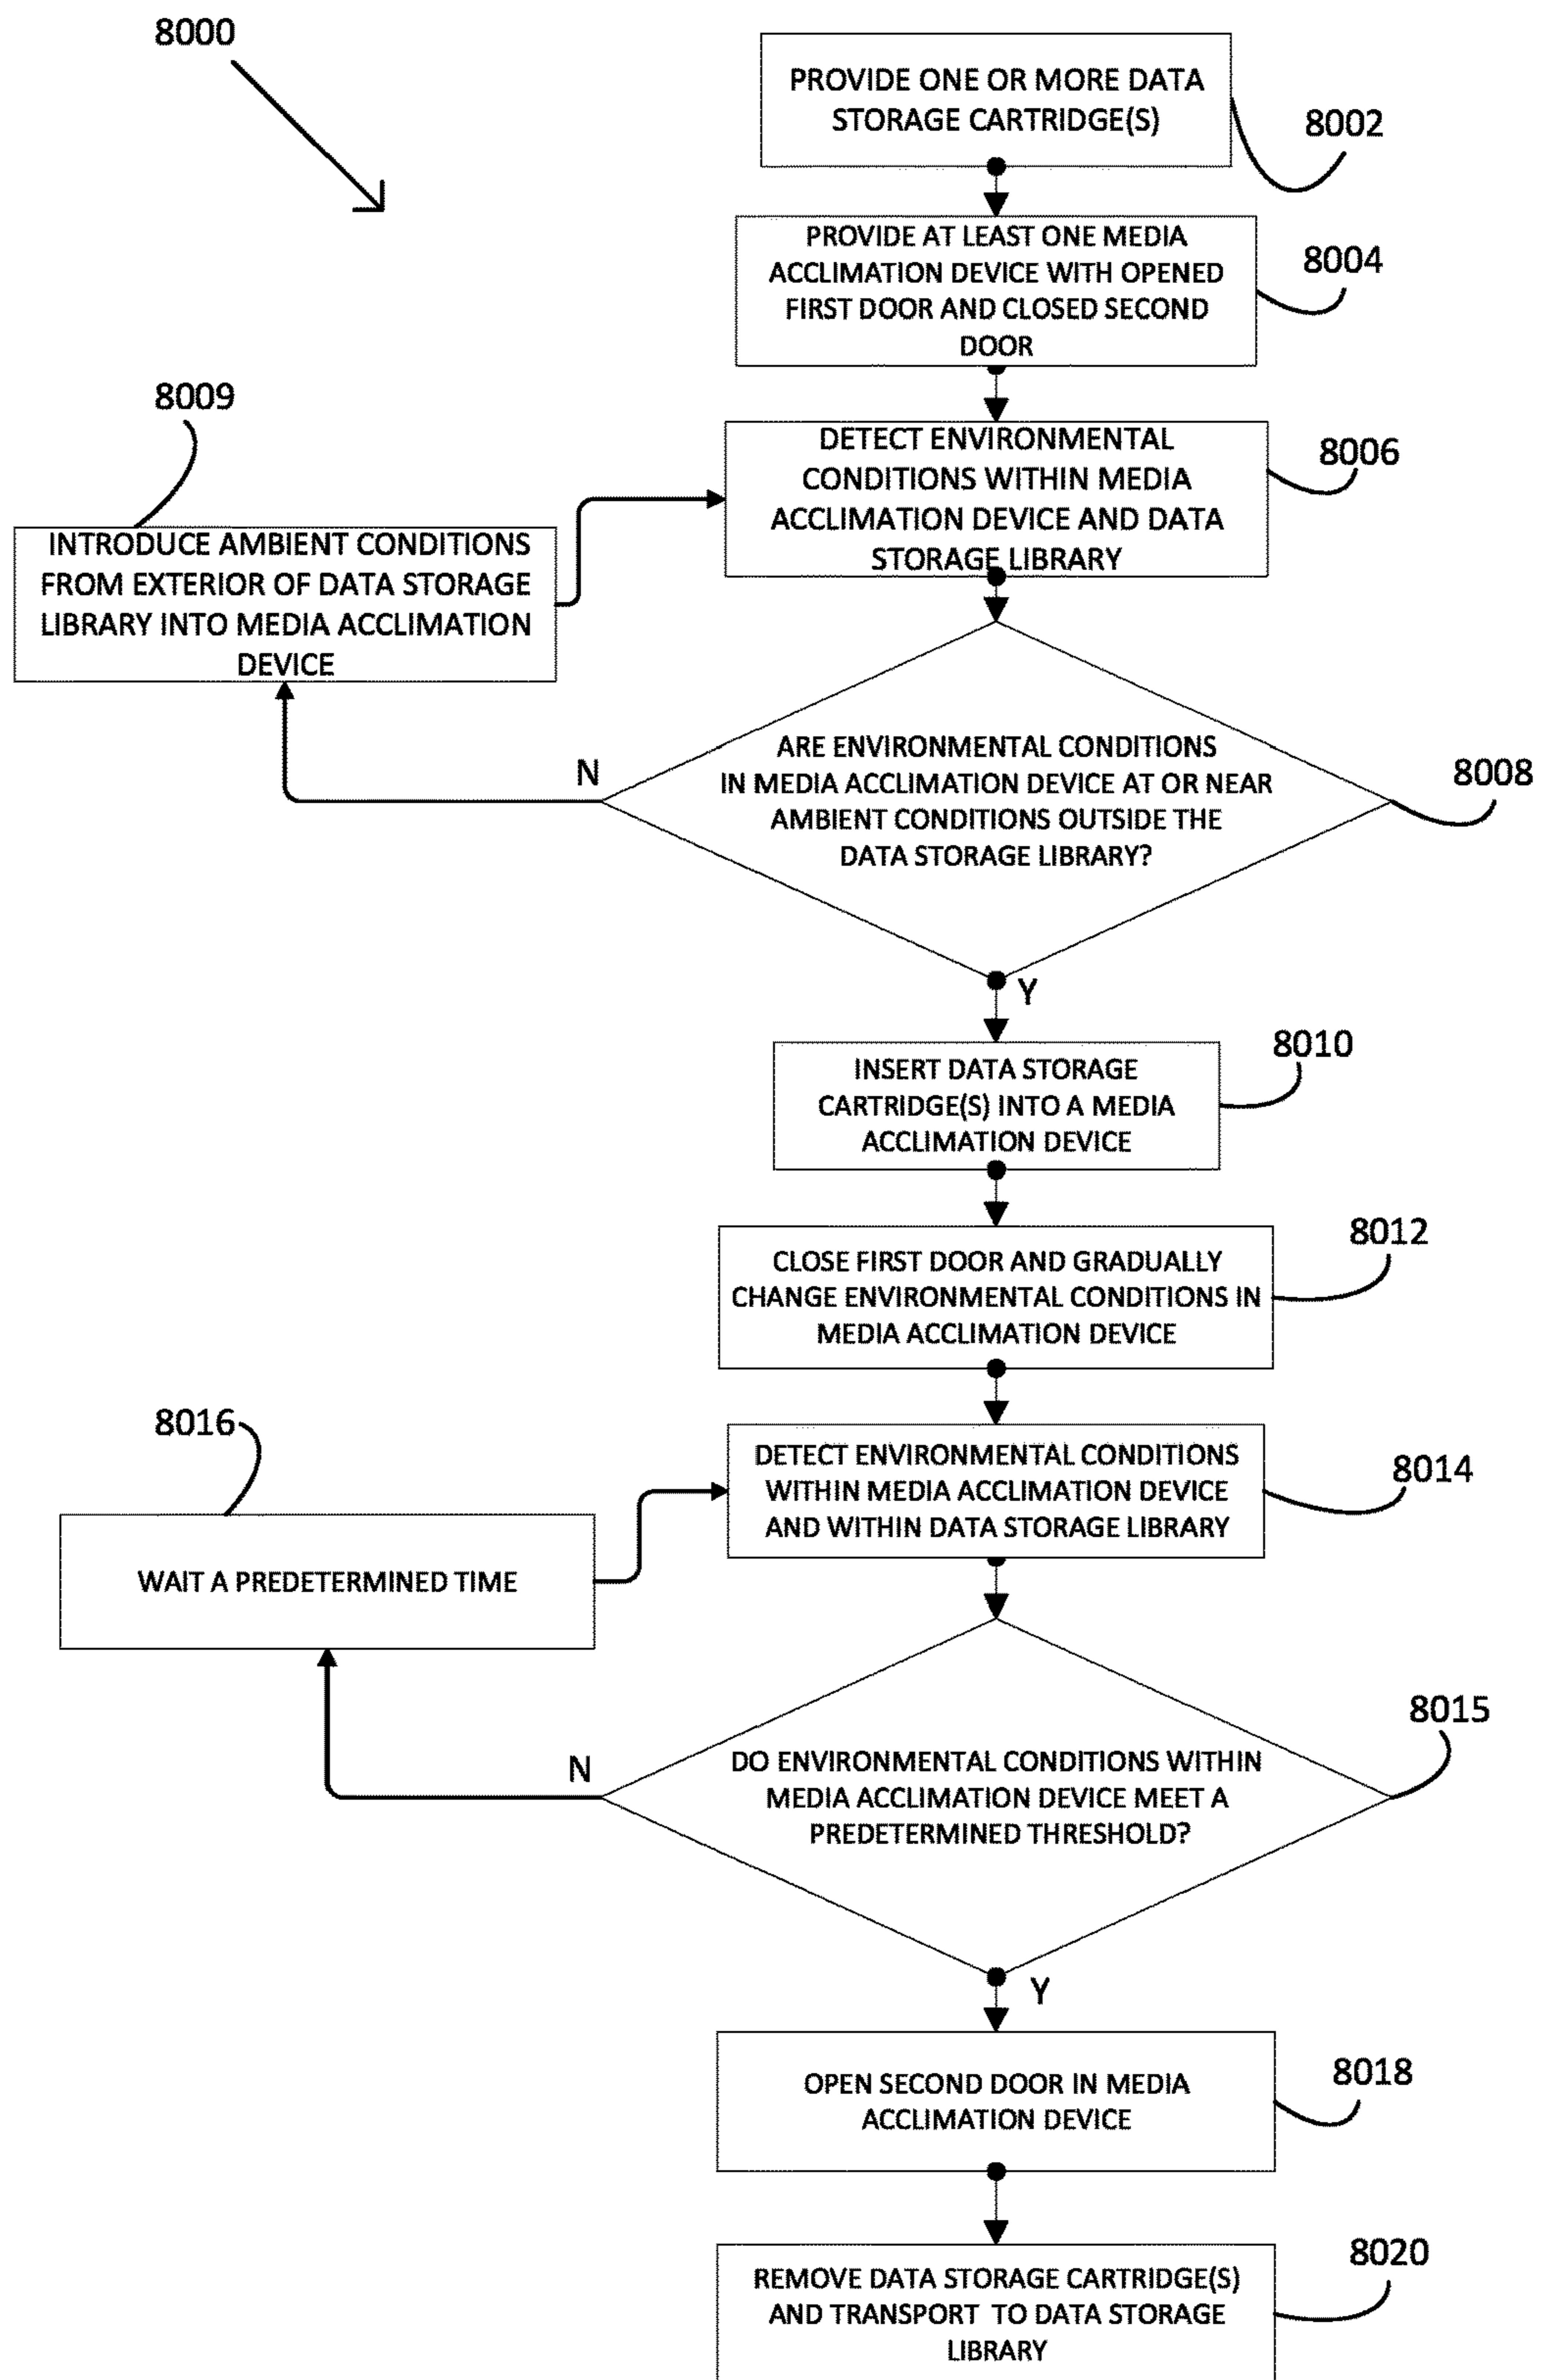 8000
PROVIDE ONE OR MORE DATA
STORAGE CARTRIDGE(S)
8002
PROVIDE AT LEAST ONE MEDIA
ACCLIMATION DEVICE WITH OPENED
FIRST DOOR AND CLOSED SECOND
DOOR
8004
8009
DETECT ENVIRONMENTAL
CONDITIONS WITHIN MEDIA
ACCLIMATION DEVICE AND DATA
STORAGE LIBRARY
8006
INTRODUCE AMBIENT CONDITIONS
FROM EXTERIOR OF DATA STORAGE
LIBRARY INTO MEDIA ACCLIMATION
DEVICE
N
ARE ENVIRONMENTAL CONDITIONS
IN MEDIA ACCLIMATION DEVICE AT OR NEAR
AMBIENT CONDITIONS OUTSIDE THE
DATA STORAGE LIBRARY?
8008
Y
INSERT DATA STORAGE
CARTRIDGE(S) INTO A MEDIA
ACCLIMATION DEVICE
8010
CLOSE FIRST DOOR AND GRADUALLY
CHANGE ENVIRONMENTAL CONDITIONS IN
MEDIA ACCLIMATION DEVICE
8012
8016
DETECT ENVIRONMENTAL CONDITIONS
WITHIN MEDIA ACCLIMATION DEVICE
AND WITHIN DATA STORAGE LIBRARY
8014
WAIT A PREDETERMINED TIME
N
DO ENVIRONMENTAL CONDITIONS WITHIN
MEDIA ACCLIMATION DEVICE MEET A
PREDETERMINED THRESHOLD?
8015
Y
OPEN SECOND DOOR IN MEDIA
ACCLIMATION DEVICE
8018
REMOVE DATA STORAGE CARTRIDGE(S)
AND TRANSPORT TO DATA STORAGE
LIBRARY
8020